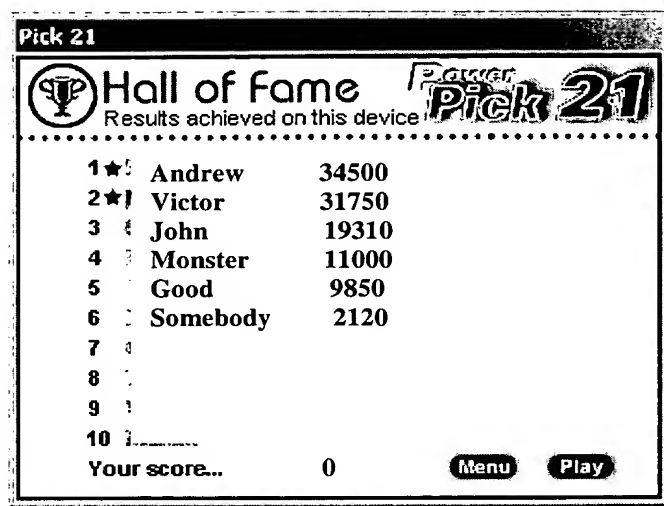 Pick 21
Hall of Fame
Results achieved on this device
Power
Pick 21
1 ★ Andrew 34500
2 ★ Victor 31750
3 John 19310
4 Monster 11000
5 Good 9850
6 Somebody 2120
7
8
9
10
Your score... 0 Menu Play